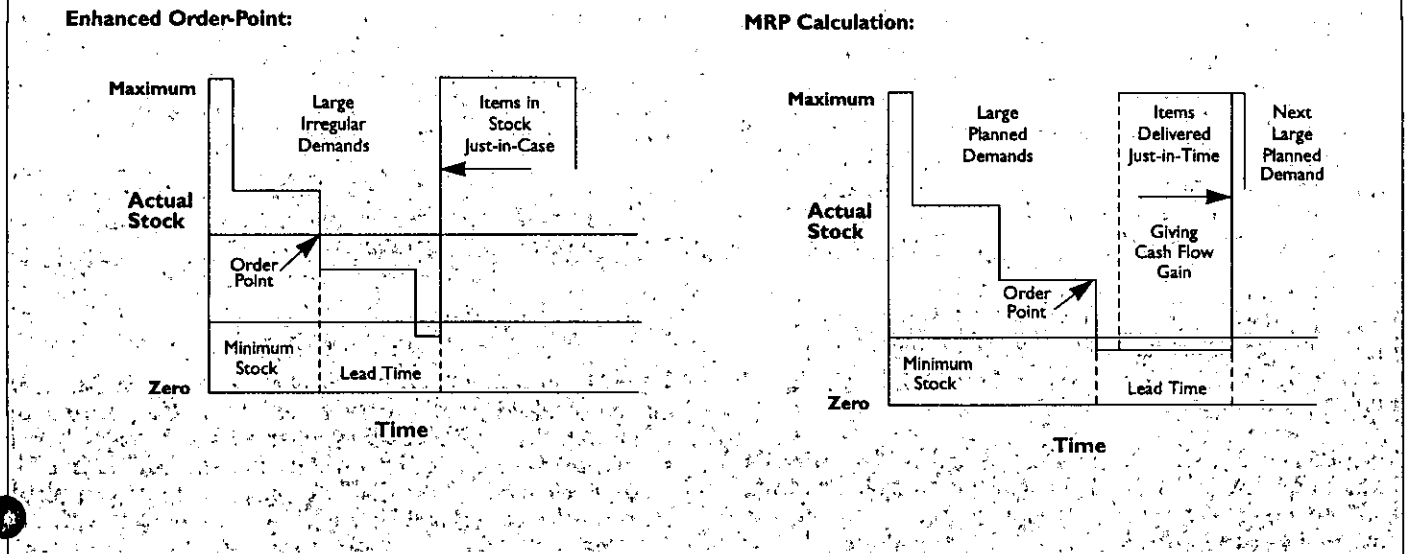 Enhanced Order-Point:
Maximum
Large
Irregular
Demands
Items in
Stock
Just-in-Case
Actual
Stock
Order
Point
Minimum
Stock
Lead Time
Zero
Time
MRP Calculation:
Maximum
Large
Planned
Demands
Items
Delivered
Just-in-Time
Next
Large
Planned
Demand
Actual
Stock
Giving
Cash Flow
Gain
Order
Point
Minimum
Stock
Lead Time
Zero
Time